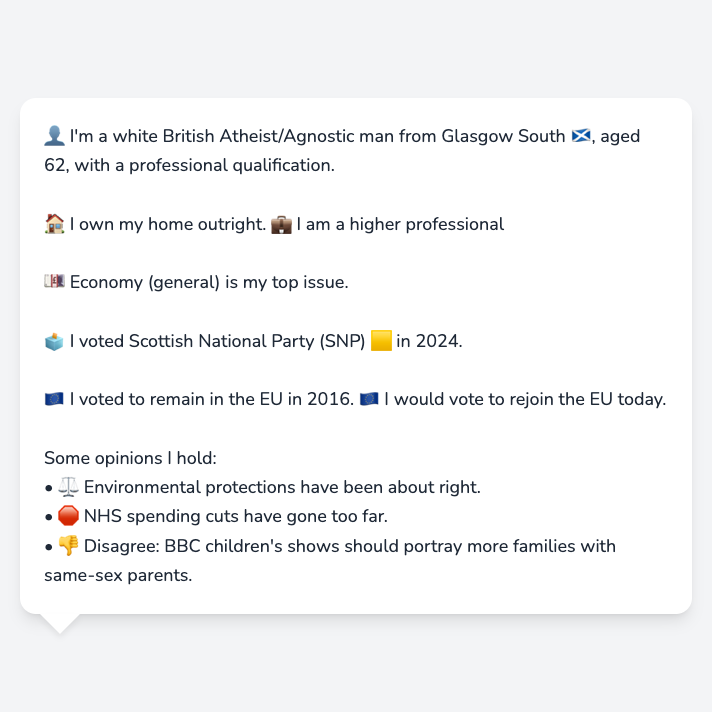 👤 I'm a white British Atheist/Agnostic man from Glasgow South 🏴󠁧󠁢󠁳󠁣󠁴󠁿, aged
62, with a professional qualification.
🏠 I own my home outright. 💼 I am a higher professional
💷 Economy (general) is my top issue.
🗳️ I voted Scottish National Party (SNP) 🟨 in 2024.
🇪🇺 I voted to remain in the EU in 2016. 🇪🇺 I would vote to rejoin the EU today.
Some opinions I hold:
• ⚖️ Environmental protections have been about right.
• 🛑 NHS spending cuts have gone too far.
• 👎 Disagree: BBC children's shows should portray more families with
same-sex parents.